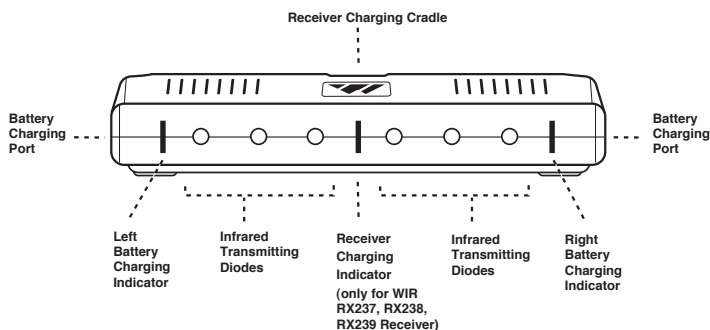 Receiver Charging Cradle
Battery
Charging
Port
Battery
Charging
Port
Left
Battery
Charging
Indicator
Infrared
Transmitting
Diodes
Receiver
Charging
Indicator
(only for WIR
RX237, RX238,
RX239 Receiver)
Infrared
Transmitting
Diodes
Right
Battery
Charging
Indicator